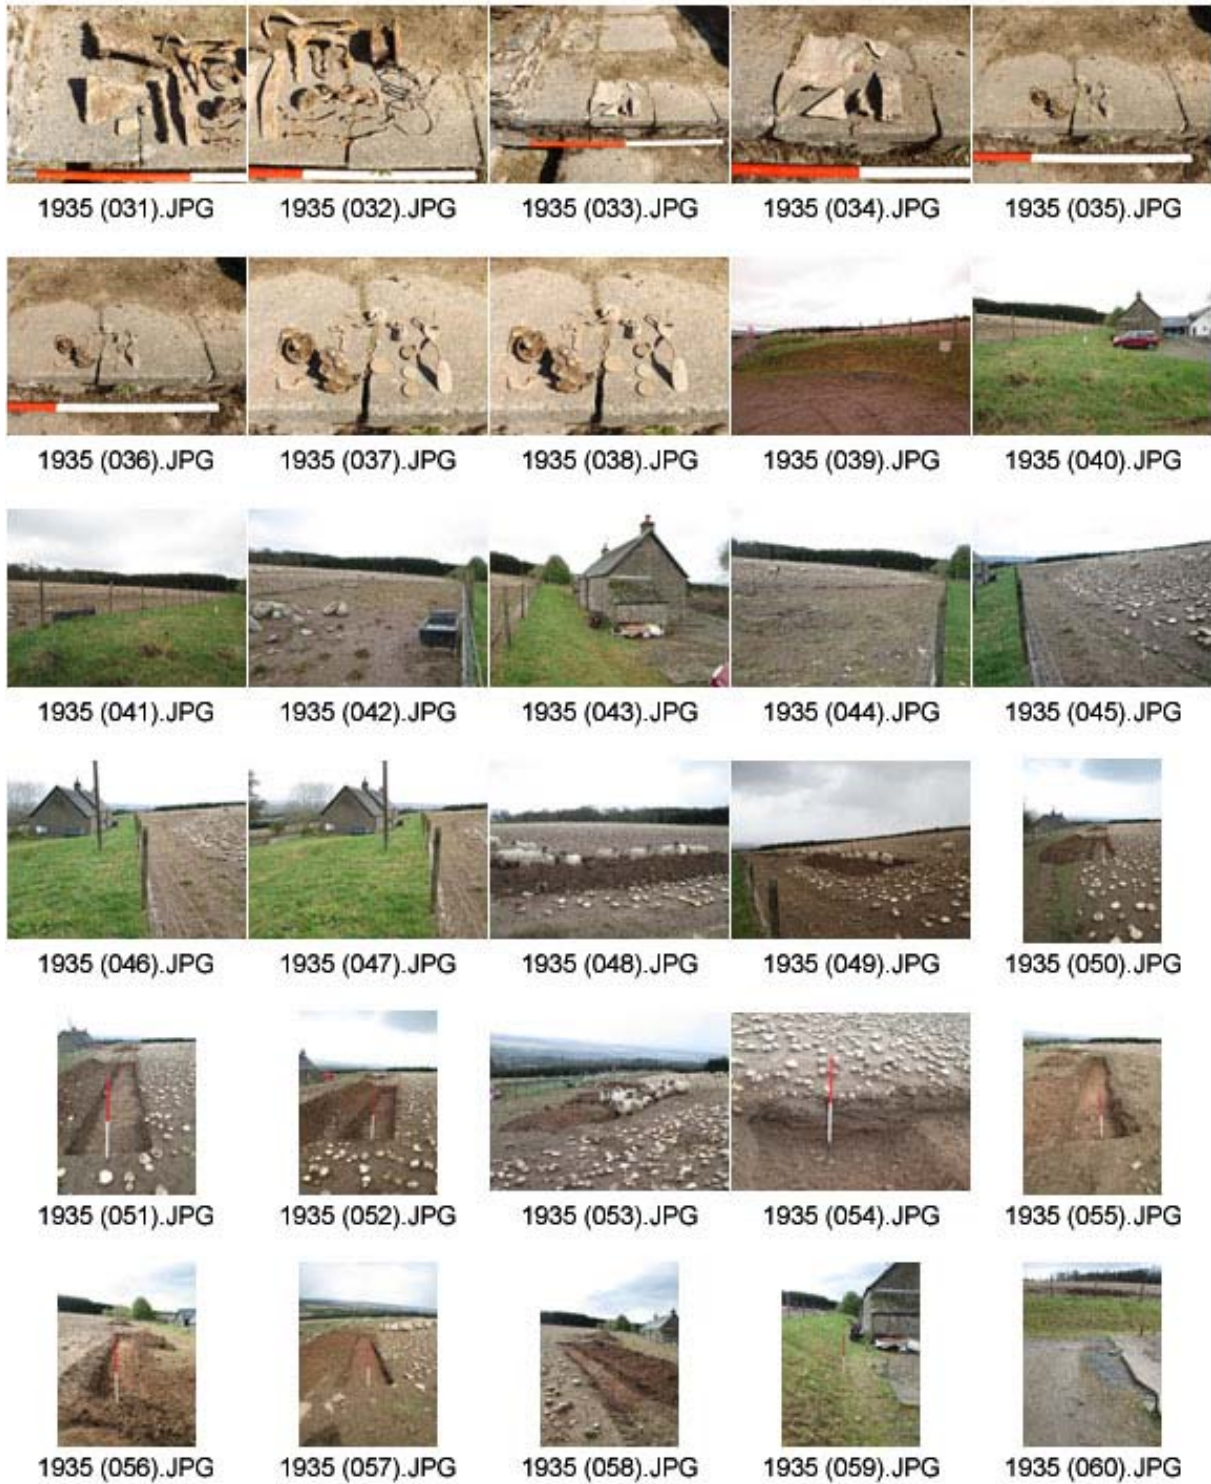 1935 (031).JPG 1935 (032).JPG 1935 (033).JPG 1935 (034).JPG 1935 (035).JPG
1935 (036).JPG 1935 (037).JPG 1935 (038).JPG 1935 (039).JPG 1935 (040).JPG
1935 (041).JPG 1935 (042).JPG 1935 (043).JPG 1935 (044).JPG 1935 (045).JPG
1935 (046).JPG 1935 (047).JPG 1935 (048).JPG 1935 (049).JPG 1935 (050).JPG
1935 (051).JPG 1935 (052).JPG 1935 (053).JPG 1935 (054).JPG 1935 (055).JPG
1935 (056).JPG 1935 (057).JPG 1935 (058).JPG 1935 (059).JPG 1935 (060).JPG